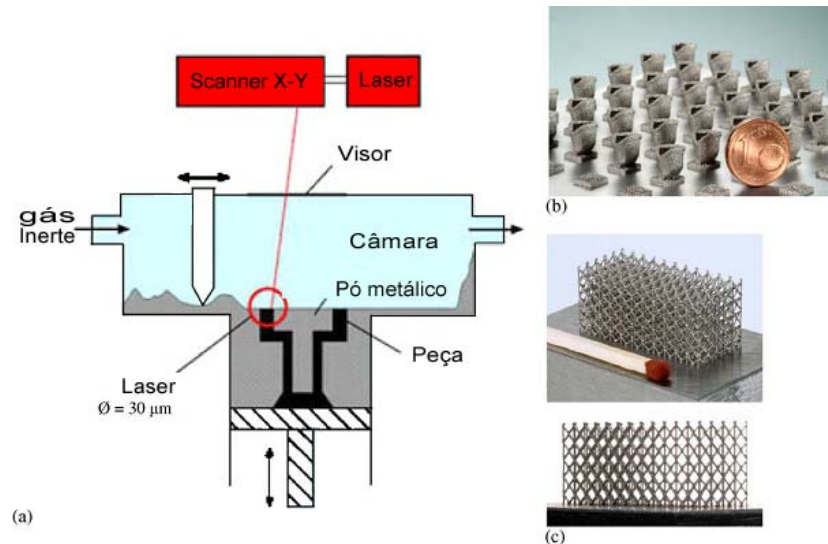 Scanner X-Y
Laser
Visor
gás
Inerte
Câmara
Pó metálico
Peça
Laser
Ø = 30 µm
(a)
(b)
(c)